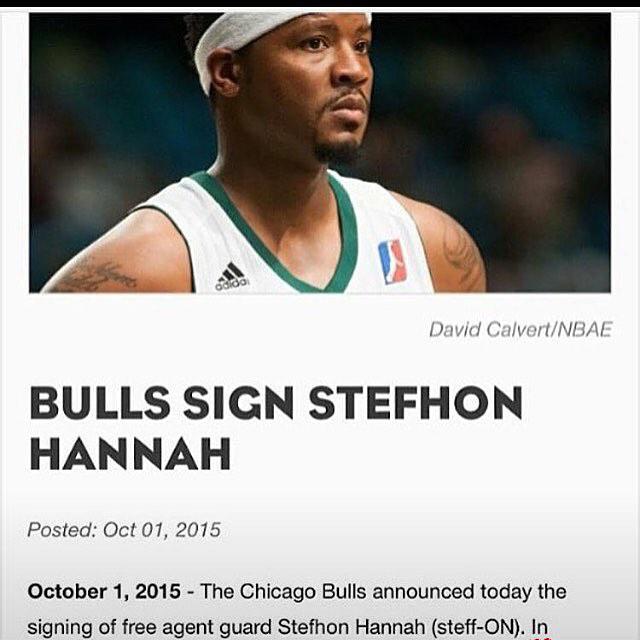 adidas
David Calvert/NBAE
BULLS SIGN STEFHON
HANNAH
Posted: Oct 01, 2015
October 1, 2015 - The Chicago Bulls announced today the
signing of free agent guard Stefhon Hannah (steff-ON). In